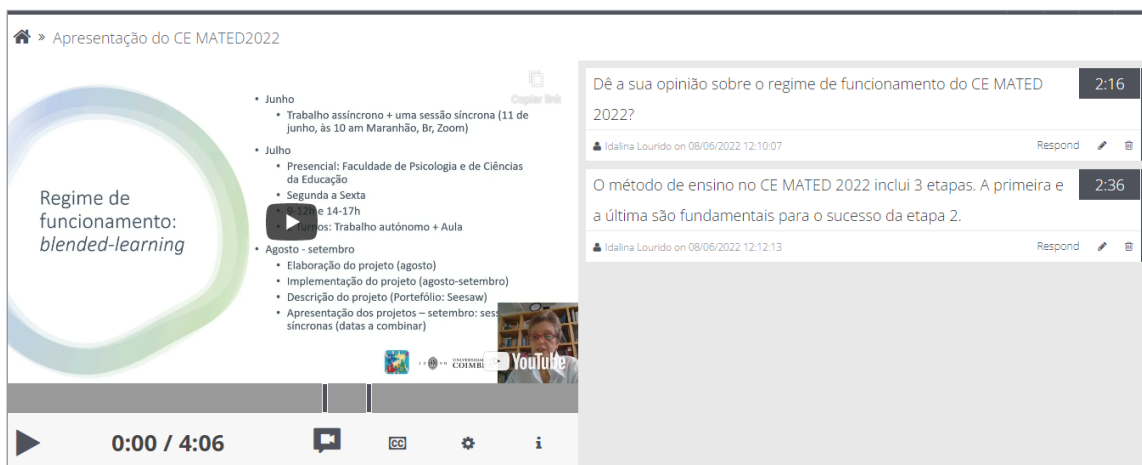 » Apresentação do CE MATED2022
Copiar link
Regime de
funcionamento:
blended-learning
• Junho
• Trabalho assíncrono + uma sessão síncrona (11 de
junho, às 10 am Maranhão, Br, Zoom)
• Julho
• Presencial: Faculdade de Psicologia e de Ciências
da Educação
• Segunda a Sexta
9-12h e 14-17h
Trabalho autónomo + Aula
• Agosto - setembro
• Elaboração do projeto (agosto)
• Implementação do projeto (agosto-setembro)
• Descrição do projeto (Portefólio: Seesaw)
• Apresentação dos projetos – setembro:
síncronas (datas a combinar)
YouTube
0:00 / 4:06
CC
i
Dê a sua opinião sobre o regime de funcionamento do CE MATED
2022?
2:16
Idalina Lourido on 08/06/2022 12:10:07
Respond
O método de ensino no CE MATED 2022 inclui 3 etapas. A primeira e
a última são fundamentais para o sucesso da etapa 2.
2:36
Idalina Lourido on 08/06/2022 12:12:13
Respond